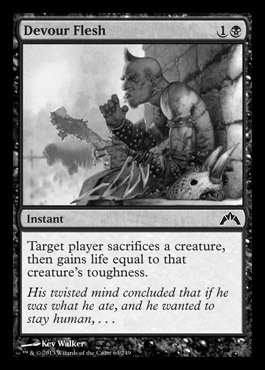 Devour Flesh 1
Instant
Target player sacrifices a creature,
then gains life equal to that
creature's toughness.
His twisted mind concluded that if he
was what he ate, and he wanted to
stay human, . . .
Kev Walker
™ & © 2013 Wizards of the Coast 63/249